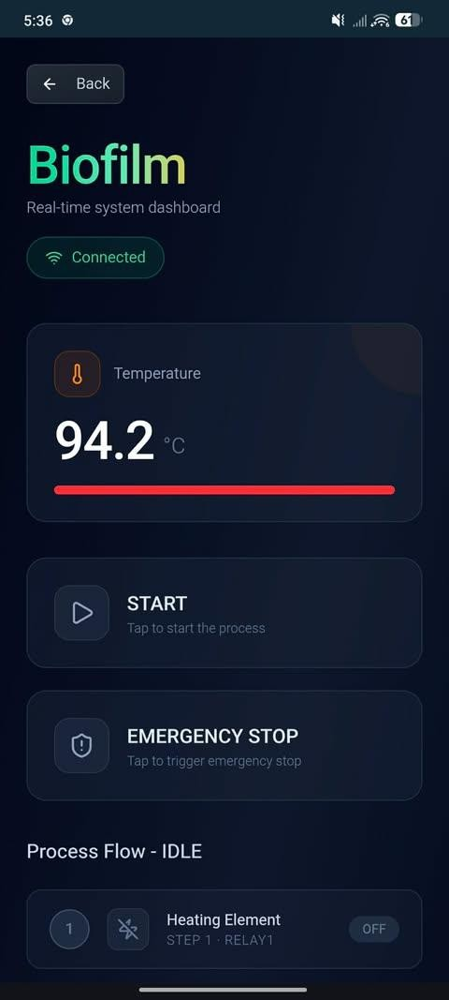 5:36
61
Back
Biofilm
Real-time system dashboard
Connected
Temperature
94.2 °C
START
Tap to start the process
EMERGENCY STOP
Tap to trigger emergency stop
Process Flow - IDLE
1
Heating Element
STEP 1 · RELAY1
OFF